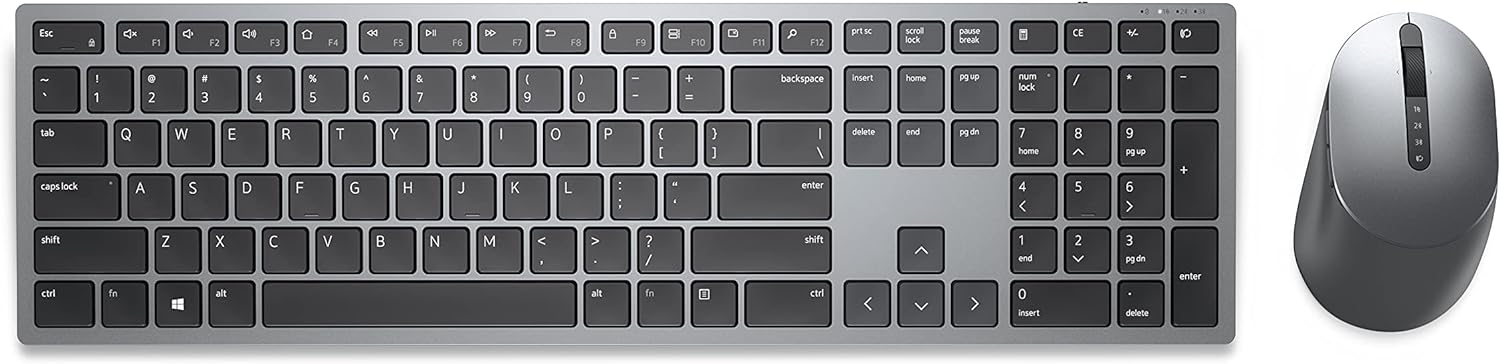 Esc F1 F2 F3 F4 F5 F6 F7 F8 F9 F10 F11 F12 prt sc scroll lock pause break CE +/-
~ ` ! 1 @ 2 # 3 $ 4 % 5 ^ 6 & 7 * 8 ( 9 ) 0 _ - + = backspace insert home pg up num lock / * -
tab Q W E R T Y U I O P { [ } ] | \ delete end pg dn 7 home 8 9 pg up +
caps lock A S D F G H J K L : ; “ ‘ enter 4 5 6
shift Z X C V B N M < , > . ? / shift 1 end 2 3 pg dn enter
ctrl fn alt alt fn ctrl 0 insert . delete
1
2
3